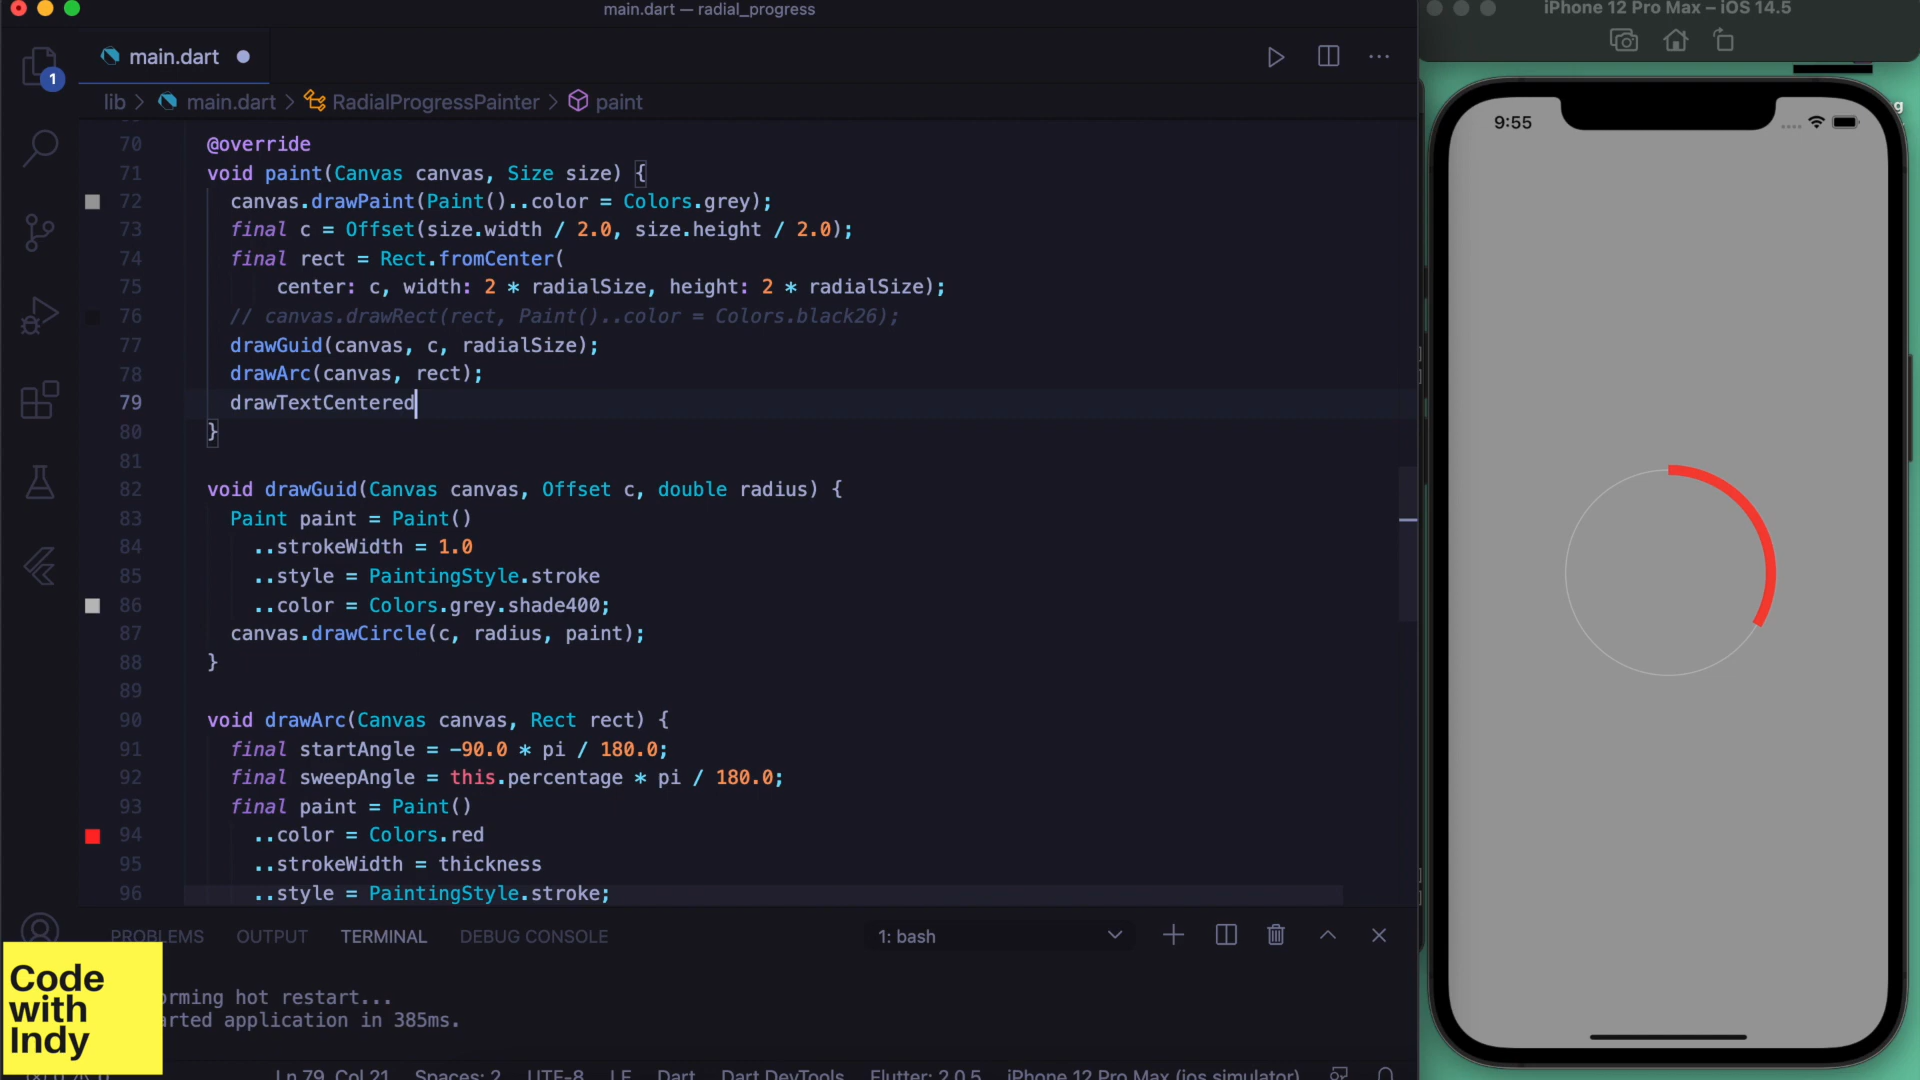 main.dart — radial_progress
iPhone 12 Pro Max – iOS 14.5
main.dart
1
lib > main.dart > RadialProgressPainter > paint
70 @override
71 void paint(Canvas canvas, Size size) {
72 canvas.drawPaint(Paint()..color = Colors.grey);
73 final c = Offset(size.width / 2.0, size.height / 2.0);
74 final rect = Rect.fromCenter(
75 center: c, width: 2 * radialSize, height: 2 * radialSize);
76 // canvas.drawRect(rect, Paint()..color = Colors.black26);
77 drawGuid(canvas, c, radialSize);
78 drawArc(canvas, rect);
79 drawTextCentered
80 }
81
82 void drawGuid(Canvas canvas, Offset c, double radius) {
83 Paint paint = Paint()
84 ..strokeWidth = 1.0
85 ..style = PaintingStyle.stroke
86 ..color = Colors.grey.shade400;
87 canvas.drawCircle(c, radius, paint);
88 }
89
90 void drawArc(Canvas canvas, Rect rect) {
91 final startAngle = -90.0 * pi / 180.0;
92 final sweepAngle = this.percentage * pi / 180.0;
93 final paint = Paint()
94 ..color = Colors.red
95 ..strokeWidth = thickness
96 ..style = PaintingStyle.stroke;
PROBLEMS OUTPUT TERMINAL DEBUG CONSOLE 1: bash
orming hot restart...
arted application in 385ms.
Ln 79, Col 21 Spaces: 2 UTF-8 LF Dart Dart DevTools Flutter: 2.0.5 iPhone 12 Pro Max (ios simulator)
Code
with
Indy
9:55
g